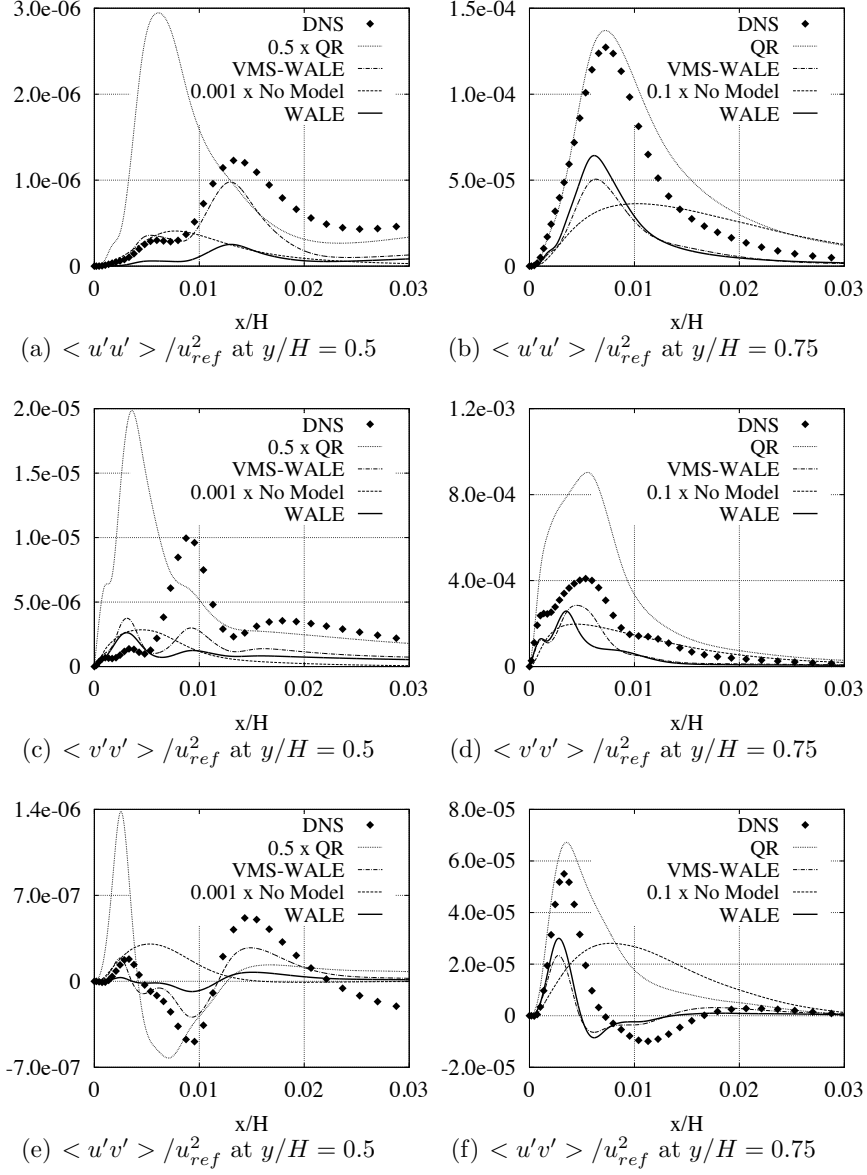 3.0e-06
2.0e-06
1.0e-06
0
0 0.01 0.02 0.03
x/H
DNS
0.5 x QR
VMS-WALE
0.001 x No Model
WALE
(a) < u'u' > /u²_ref at y/H = 0.5
1.5e-04
1.0e-04
5.0e-05
0
0 0.01 0.02 0.03
x/H
DNS
QR
VMS-WALE
0.1 x No Model
WALE
(b) < u'u' > /u²_ref at y/H = 0.75
2.0e-05
1.5e-05
1.0e-05
5.0e-06
0
0 0.01 0.02 0.03
x/H
DNS
0.5 x QR
VMS-WALE
0.001 x No Model
WALE
(c) < v'v' > /u²_ref at y/H = 0.5
1.2e-03
8.0e-04
4.0e-04
0
0 0.01 0.02 0.03
x/H
DNS
QR
VMS-WALE
0.1 x No Model
WALE
(d) < v'v' > /u²_ref at y/H = 0.75
1.4e-06
7.0e-07
0
-7.0e-07
0 0.01 0.02 0.03
x/H
DNS
0.5 x QR
VMS-WALE
0.001 x No Model
WALE
(e) < u'v' > /u²_ref at y/H = 0.5
8.0e-05
6.0e-05
4.0e-05
2.0e-05
0
-2.0e-05
0 0.01 0.02 0.03
x/H
DNS
QR
VMS-WALE
0.1 x No Model
WALE
(f) < u'v' > /u²_ref at y/H = 0.75